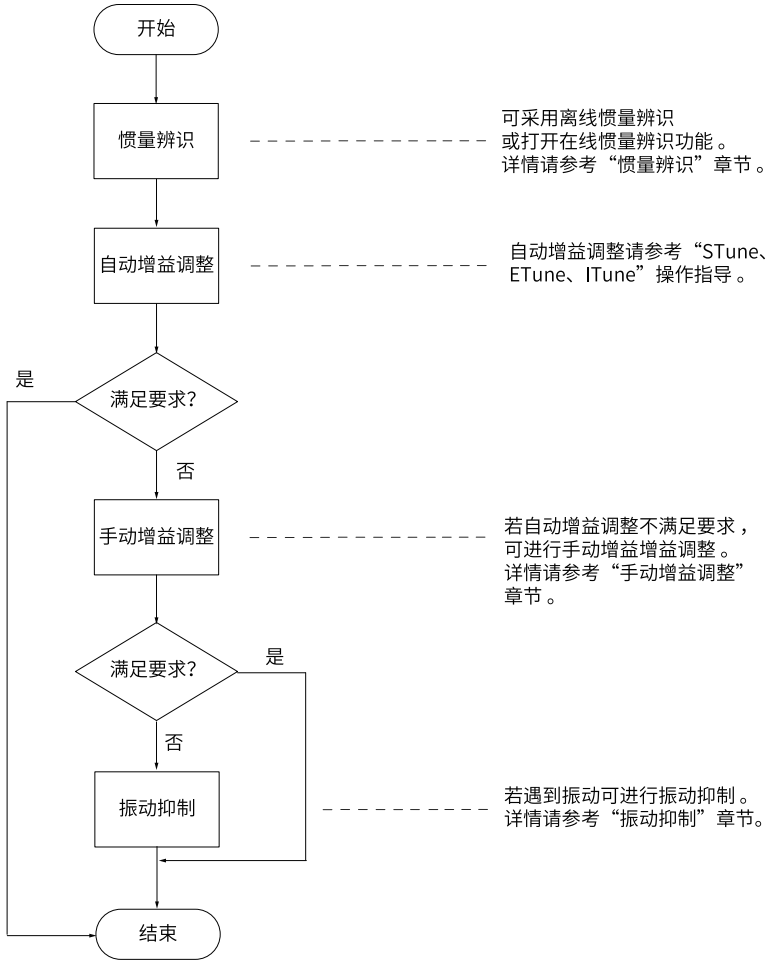 开始
惯量辨识
可采用离线惯量辨识
或打开在线惯量辨识功能。
详情请参考“惯量辨识”章节。
自动增益调整
自动增益调整请参考“STune、
ETune、ITune”操作指导。
是
满足要求？
否
手动增益调整
若自动增益调整不满足要求，
可进行手动增益增益调整。
详情请参考“手动增益调整”
章节。
满足要求？
是
否
振动抑制
若遇到振动可进行振动抑制。
详情请参考“振动抑制”章节。
结束